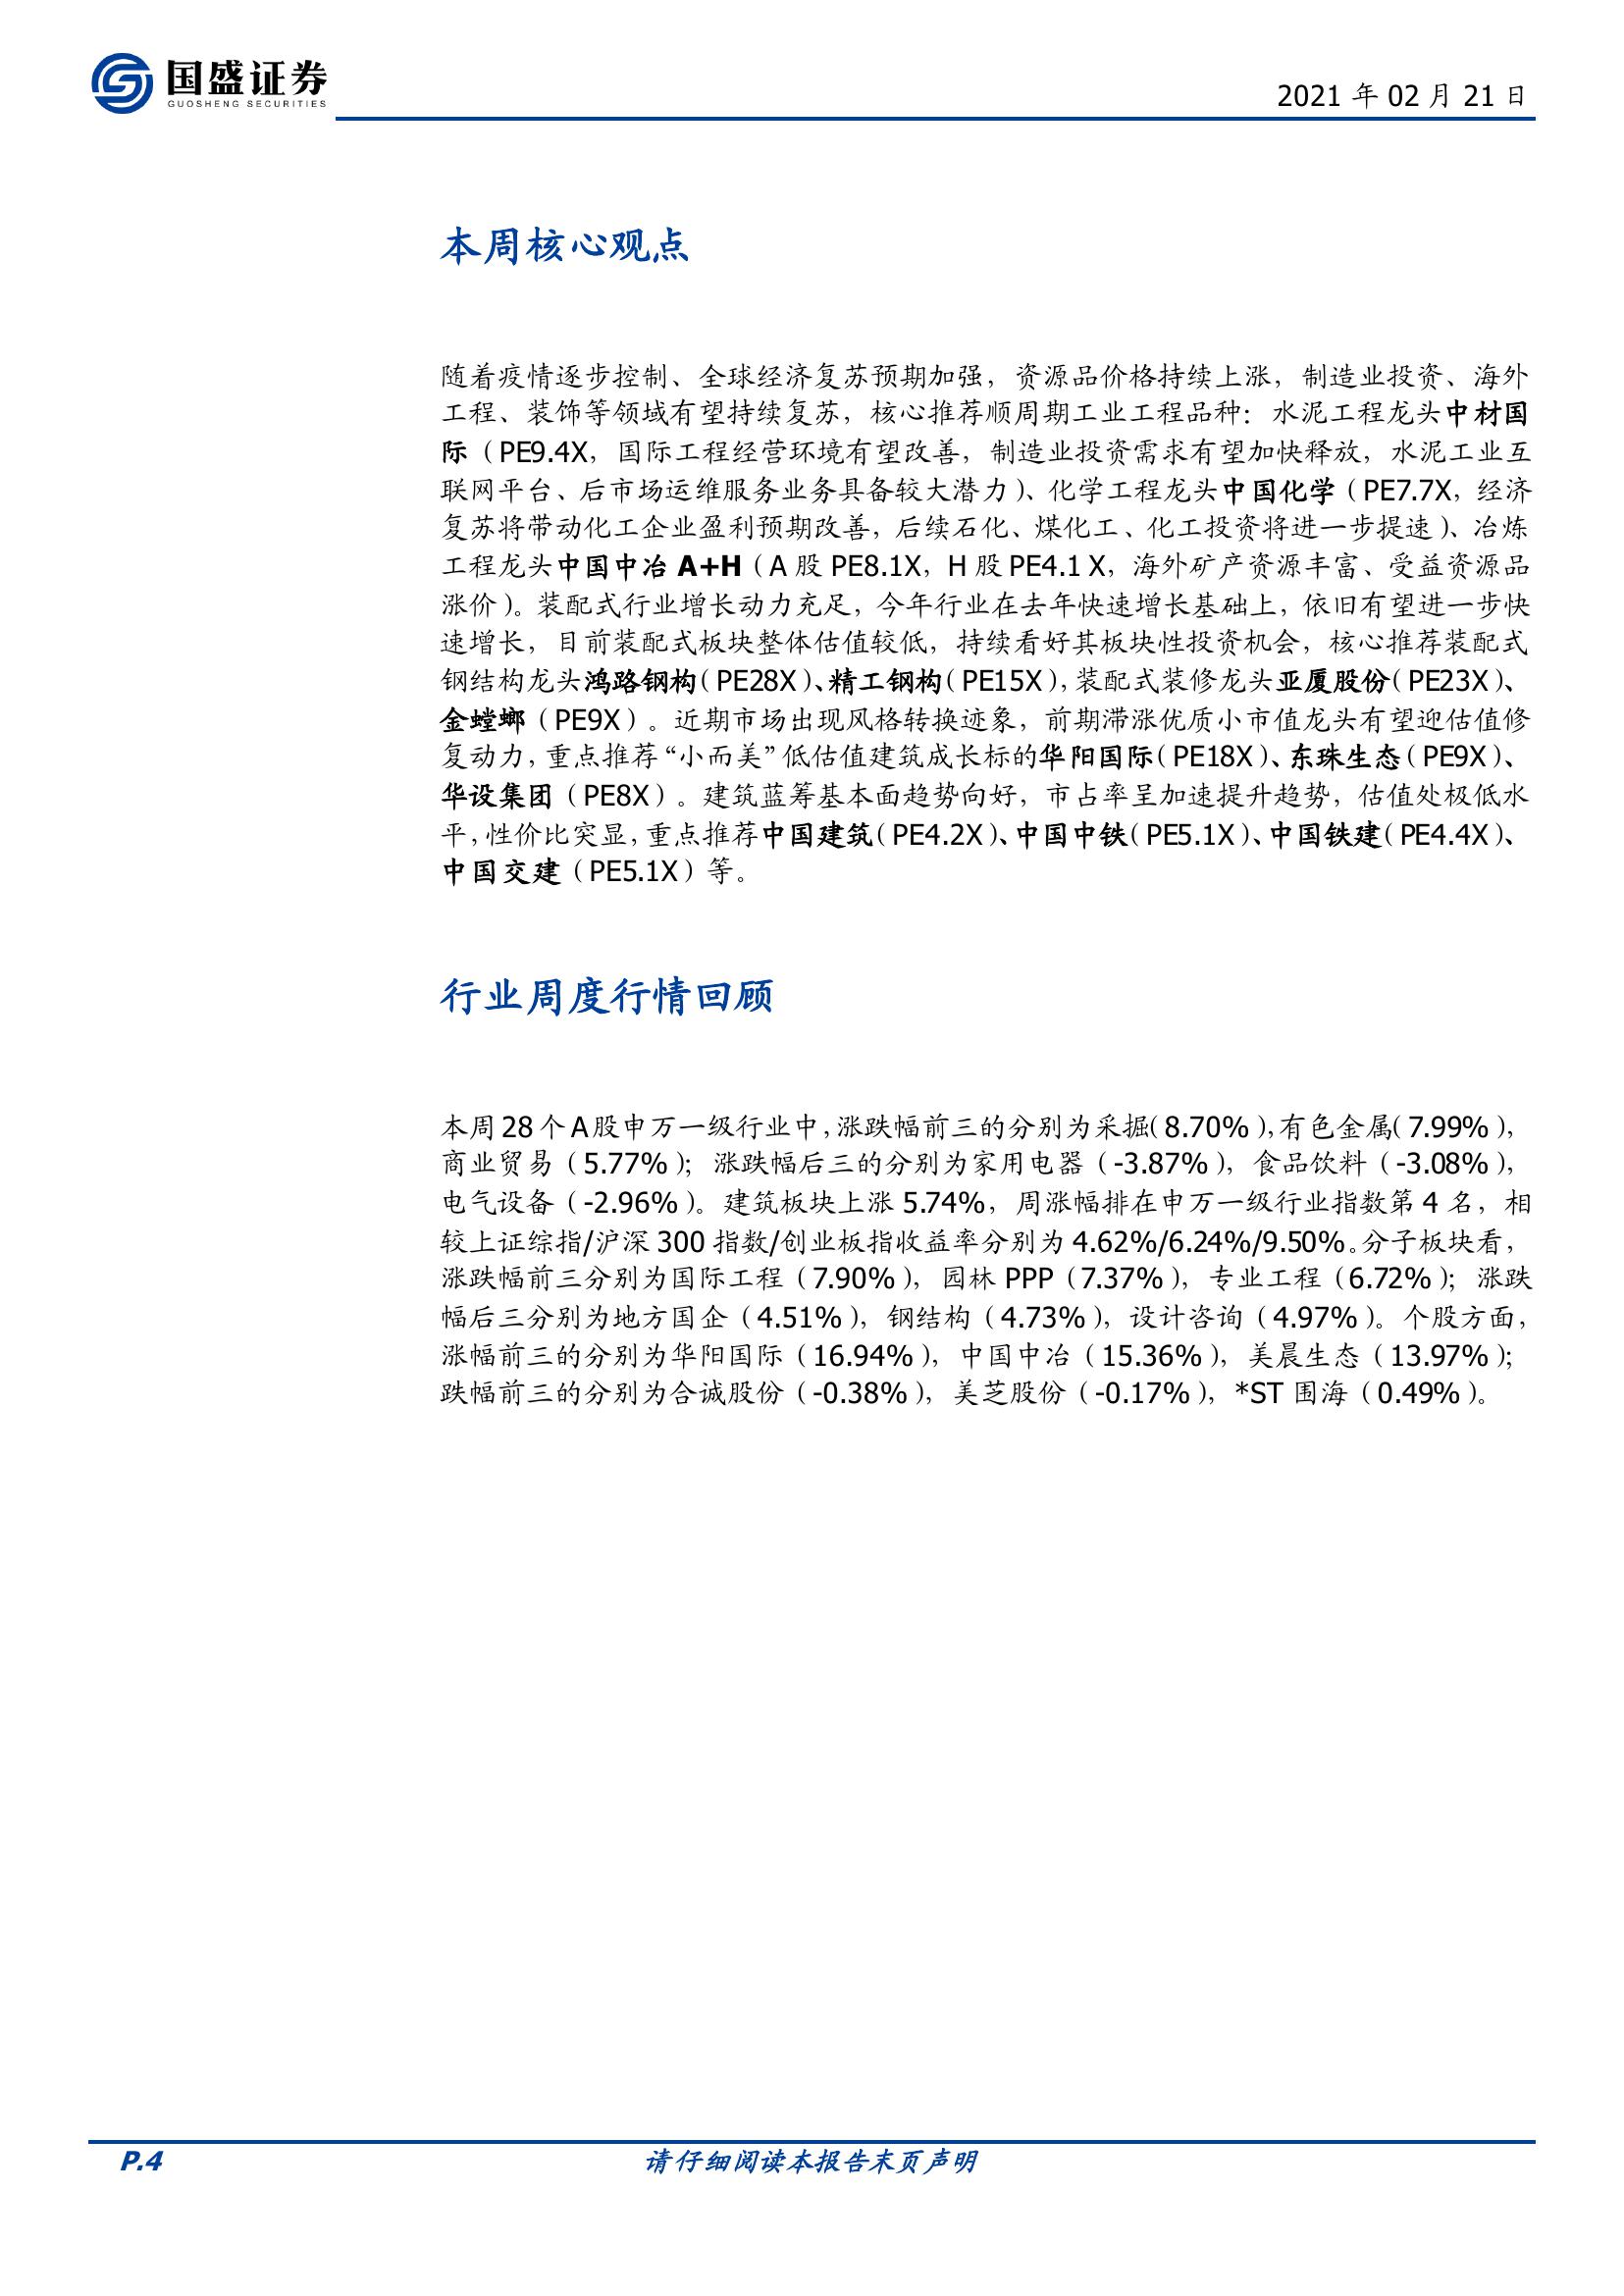 国盛证券
GUOSHENG SECURITIES
2021 年 02 月 21 日
本周核心观点
随着疫情逐步控制、全球经济复苏预期加强，资源品价格持续上涨，制造业投资、海外
工程、装饰等领域有望持续复苏，核心推荐顺周期工业工程品种：水泥工程龙头中材国
际（PE9.4X，国际工程经营环境有望改善，制造业投资需求有望加快释放，水泥工业互
联网平台、后市场运维服务业务具备较大潜力）、化学工程龙头中国化学（PE7.7X，经济
复苏将带动化工企业盈利预期改善，后续石化、煤化工、化工投资将进一步提速）、冶炼
工程龙头中国中冶 A+H（A 股 PE8.1X，H 股 PE4.1 X，海外矿产资源丰富、受益资源品
涨价）。装配式行业增长动力充足，今年行业在去年快速增长基础上，依旧有望进一步快
速增长，目前装配式板块整体估值较低，持续看好其板块性投资机会，核心推荐装配式
钢结构龙头鸿路钢构（PE28X）、精工钢构（PE15X），装配式装修龙头亚厦股份（PE23X）、
金螳螂（PE9X）。近期市场出现风格转换迹象，前期滞涨优质小市值龙头有望迎估值修
复动力，重点推荐“小而美”低估值建筑成长标的华阳国际（PE18X）、东珠生态（PE9X）、
华设集团（PE8X）。建筑蓝筹基本面趋势向好，市占率呈加速提升趋势，估值处极低水
平，性价比突显，重点推荐中国建筑（PE4.2X）、中国中铁（PE5.1X）、中国铁建（PE4.4X）、
中国交建（PE5.1X）等。
行业周度行情回顾
本周 28 个 A 股申万一级行业中，涨跌幅前三的分别为采掘（8.70%），有色金属（7.99%），
商业贸易（5.77%）；涨跌幅后三的分别为家用电器（-3.87%），食品饮料（-3.08%），
电气设备（-2.96%）。建筑板块上涨 5.74%，周涨幅排在申万一级行业指数第 4 名，相
较上证综指/沪深 300 指数/创业板指收益率分别为 4.62%/6.24%/9.50%。分子板块看，
涨跌幅前三分别为国际工程（7.90%），园林 PPP（7.37%），专业工程（6.72%）；涨跌
幅后三分别为地方国企（4.51%），钢结构（4.73%），设计咨询（4.97%）。个股方面，
涨幅前三的分别为华阳国际（16.94%），中国中冶（15.36%），美晨生态（13.97%）；
跌幅前三的分别为合诚股份（-0.38%），美芝股份（-0.17%），*ST 围海（0.49%）。
P.4
请仔细阅读本报告末页声明